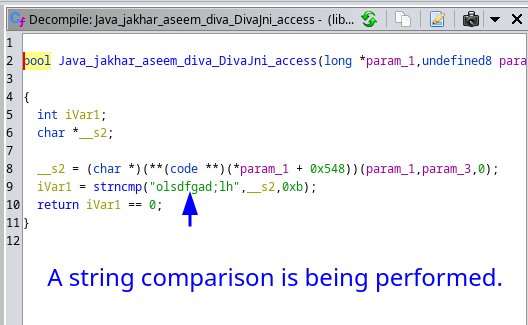 Decompile: Java_jakhar_aseem_diva_DivaJni_access - (lib...
1
2 bool Java_jakhar_aseem_diva_DivaJni_access(long *param_1,undefined8 para
3
4 {
5 int iVar1;
6 char *__s2;
7
8 __s2 = (char *)(**(code **)(*param_1 + 0x548))(param_1,param_3,0);
9 iVar1 = strncmp("olsdfgad;lh",__s2,0xb);
10 return iVar1 == 0;
11 }
12
A string comparison is being performed.